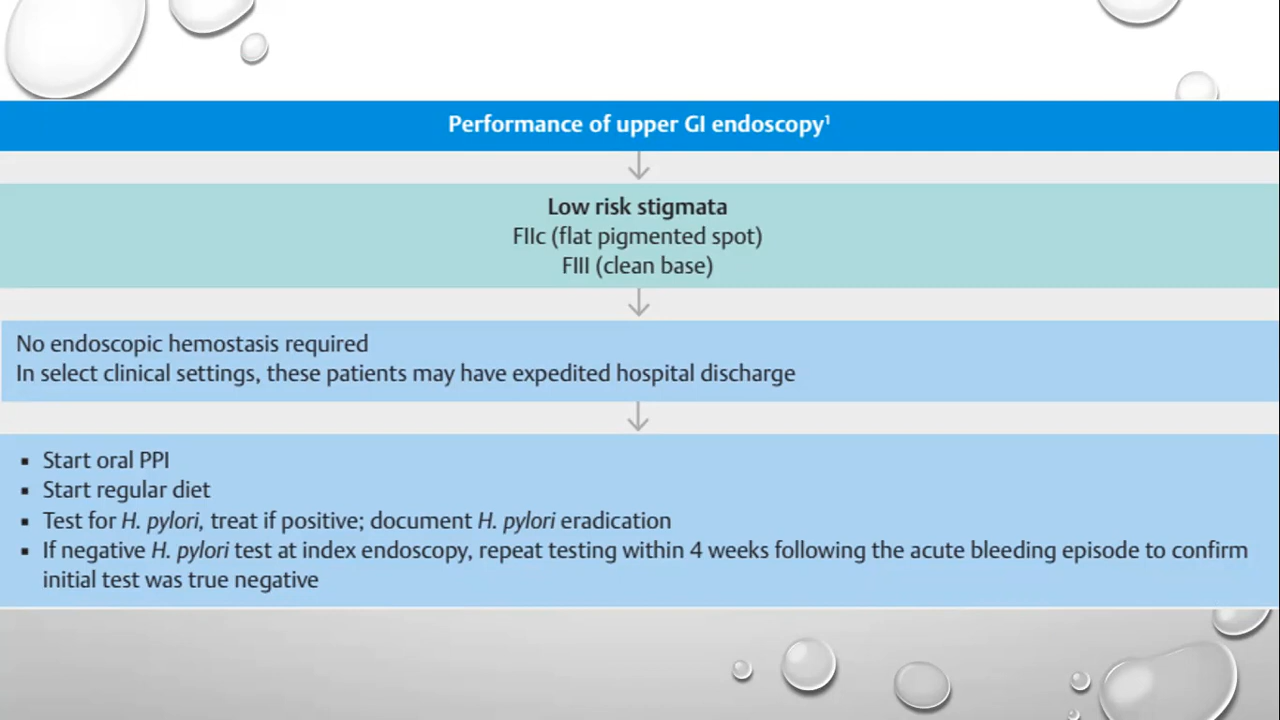 Performance of upper GI endoscopy¹
Low risk stigmata
FIIc (flat pigmented spot)
FIII (clean base)
No endoscopic hemostasis required
In select clinical settings, these patients may have expedited hospital discharge
▪ Start oral PPI
▪ Start regular diet
▪ Test for H. pylori, treat if positive; document H. pylori eradication
▪ If negative H. pylori test at index endoscopy, repeat testing within 4 weeks following the acute bleeding episode to confirm
initial test was true negative